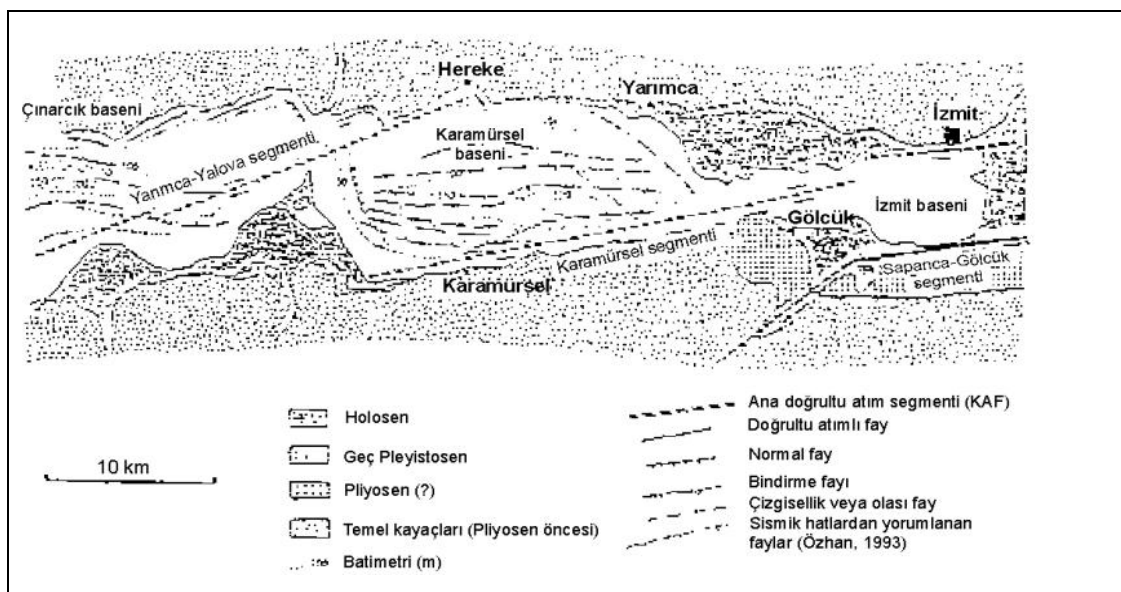 Hereke
Çınarcık baseni
Yarımca
İzmit
Karamürsel
baseni
Yarımca-Yalova segmenti
İzmit baseni
Gölcük
Karamürsel segmenti
Sapanca-Gölcük
segmenti
Karamürsel
10 km
Holosen
Geç Pleyistosen
Pliyosen (?)
Temel kayaçları (Pliyosen öncesi)
Batimetri (m)
Ana doğrultu atım segmenti (KAF)
Doğrultu atımlı fay
Normal fay
Bindirme fayı
Çizgisellik veya olası fay
Sismik hatlardan yorumlanan
faylar (Özhan, 1993)